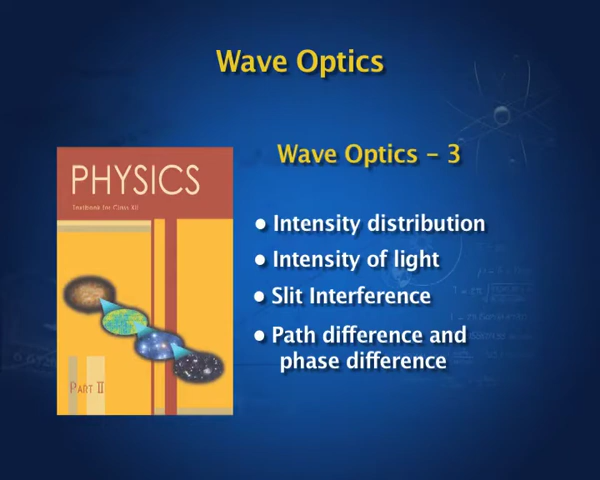 Wave Optics
Wave Optics – 3
PHYSICS
Textbook for Class XII
• Intensity distribution
• Intensity of light
• Slit Interference
• Path difference and
phase difference
PART II